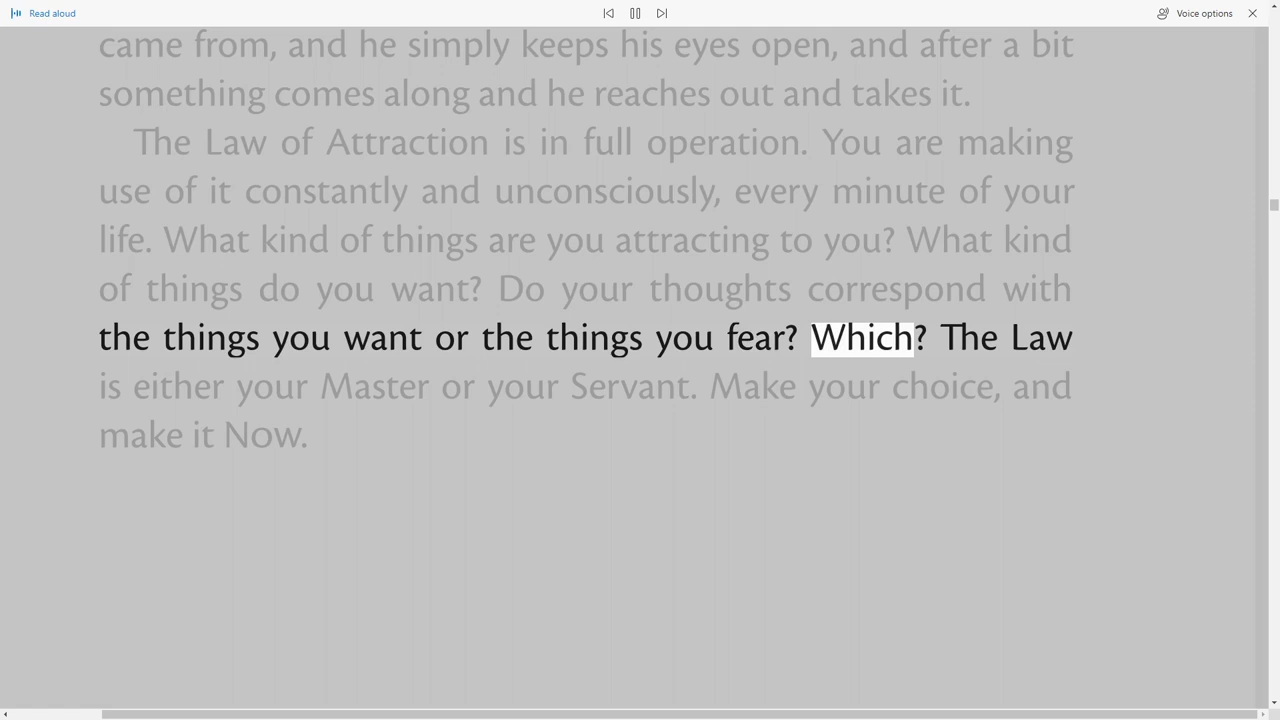 Read aloud
Voice options
came from, and he simply keeps his eyes open, and after a bit
something comes along and he reaches out and takes it.
The Law of Attraction is in full operation. You are making
use of it constantly and unconsciously, every minute of your
life. What kind of things are you attracting to you? What kind
of things do you want? Do your thoughts correspond with
the things you want or the things you fear? Which? The Law
is either your Master or your Servant. Make your choice, and
make it NOW.